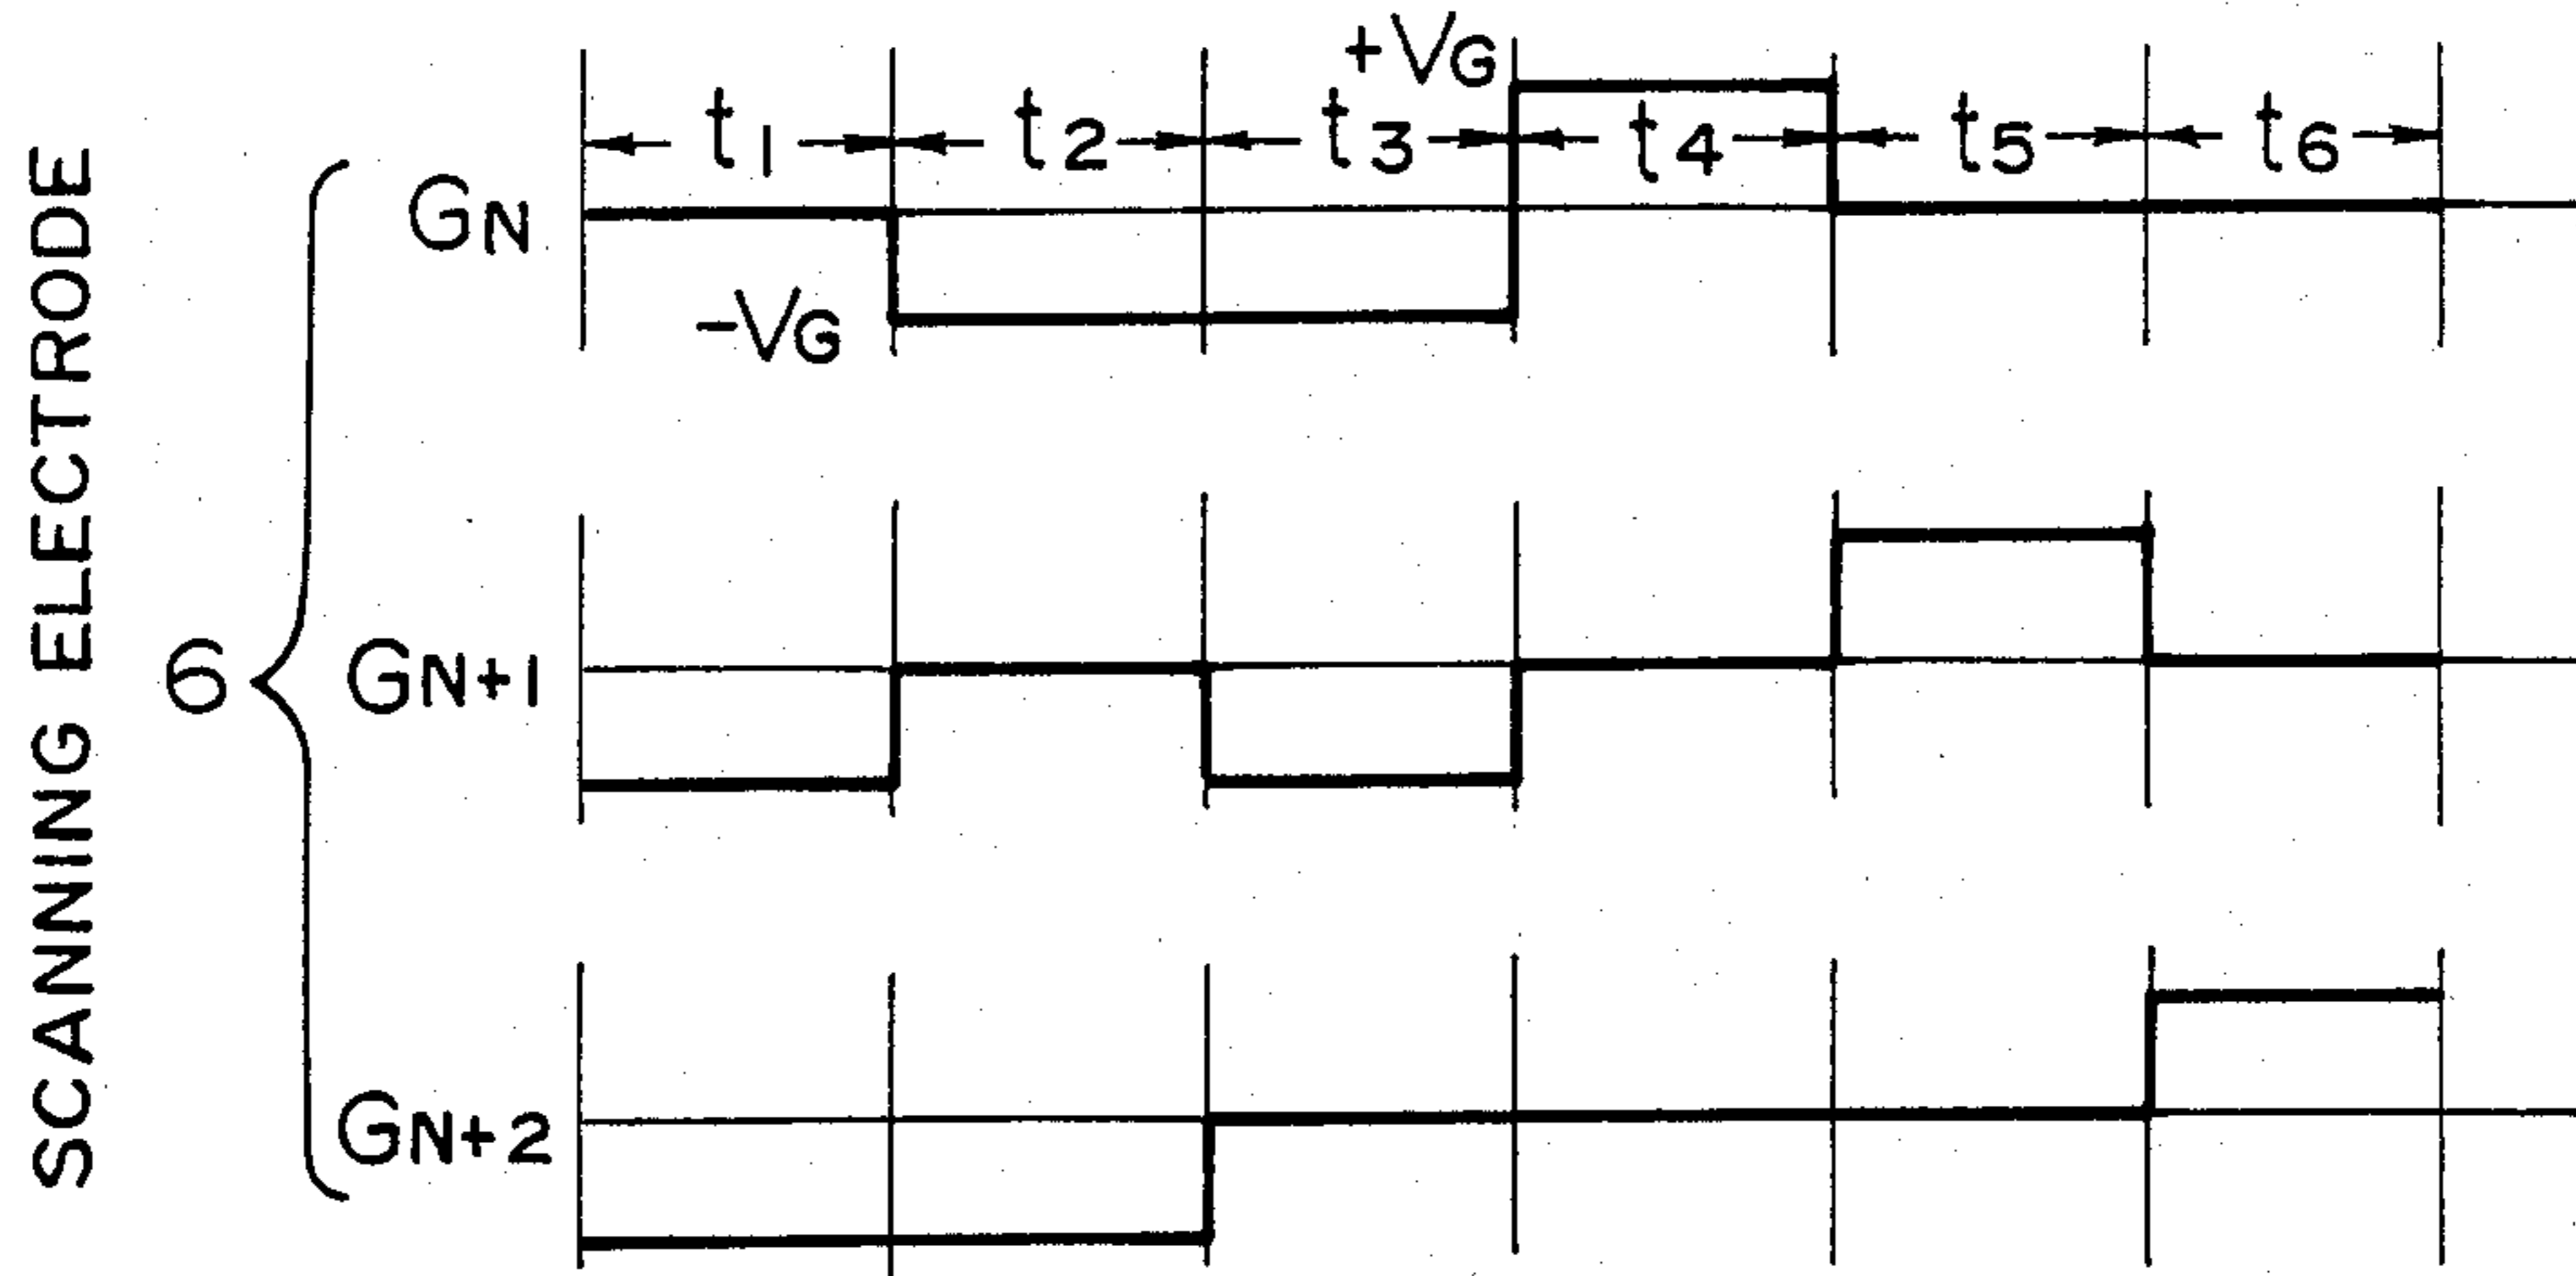 SCANNING ELECTRODE
6
+VG
t1 t2 t3 t4 t5 t6
GN
-VG
GN+1
GN+2